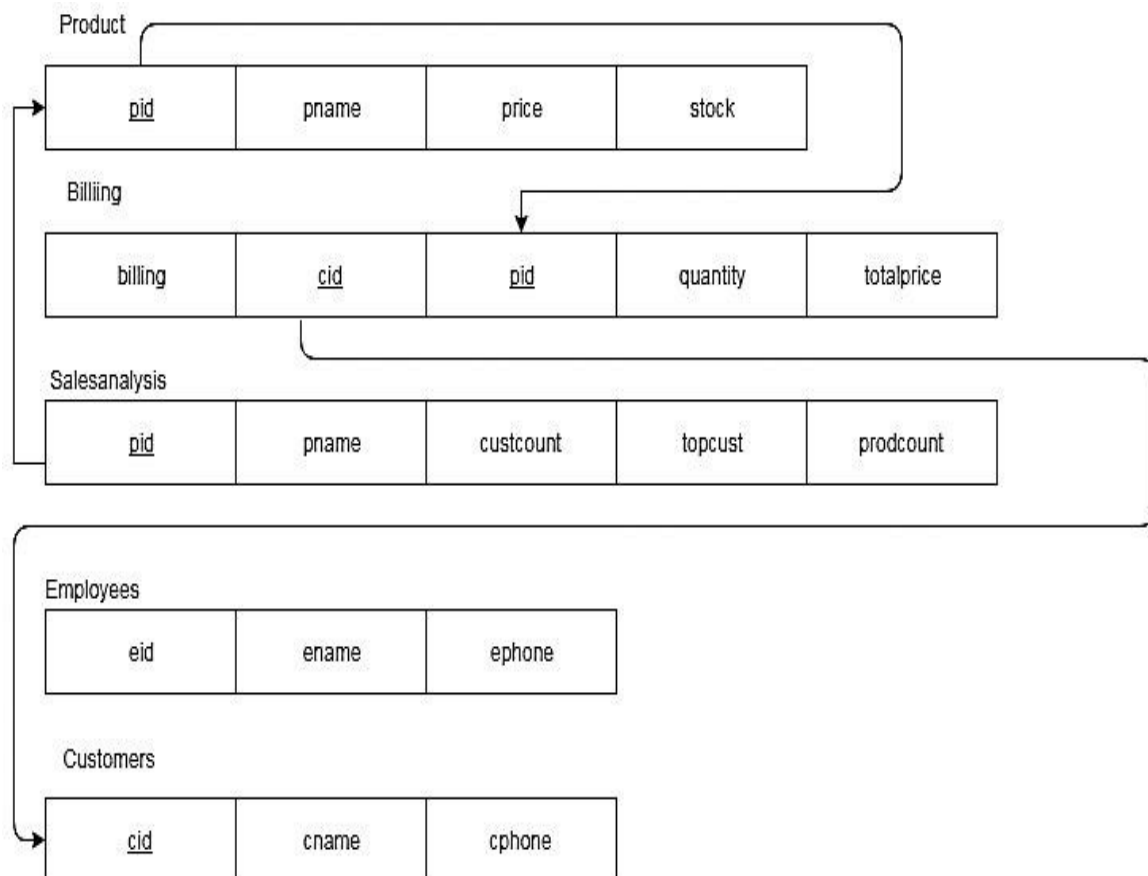 Product
pid pname price stock
Billiing
billing cid pid quantity totalprice
Salesanalysis
pid pname custcount topcust prodcount
Employees
eid ename ephone
Customers
cid cname cphone